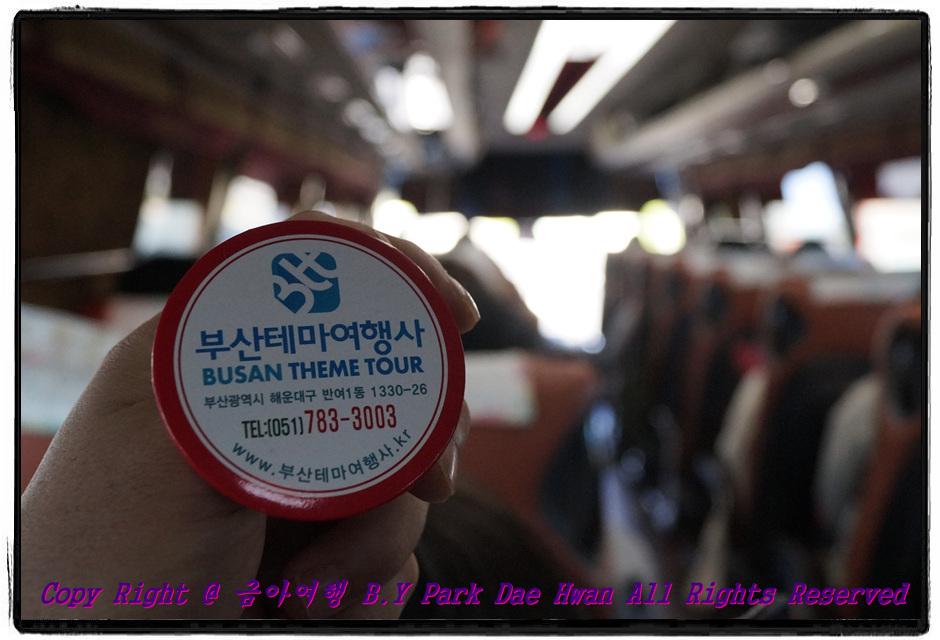 부산테마여행사
BUSAN THEME TOUR
부산광역시 해운대구 반여1동 1330-26
TEL:(051)783-3003
www.부산테마여행사.kr
Copy Right @ 금아여행 B.Y Park Dae Hwan All Rights Reserved